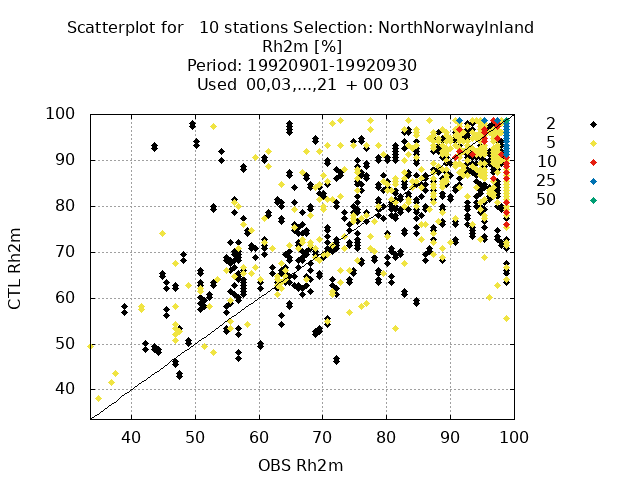 Scatterplot for   10 stations Selection: NorthNorwayInland
Rh2m [%]
Period: 19920901-19920930
Used  00,03,...,21  + 00 03
100
90
80
70
60
50
40
CTL Rh2m
40 50 60 70 80 90 100
OBS Rh2m
2
5
10
25
50